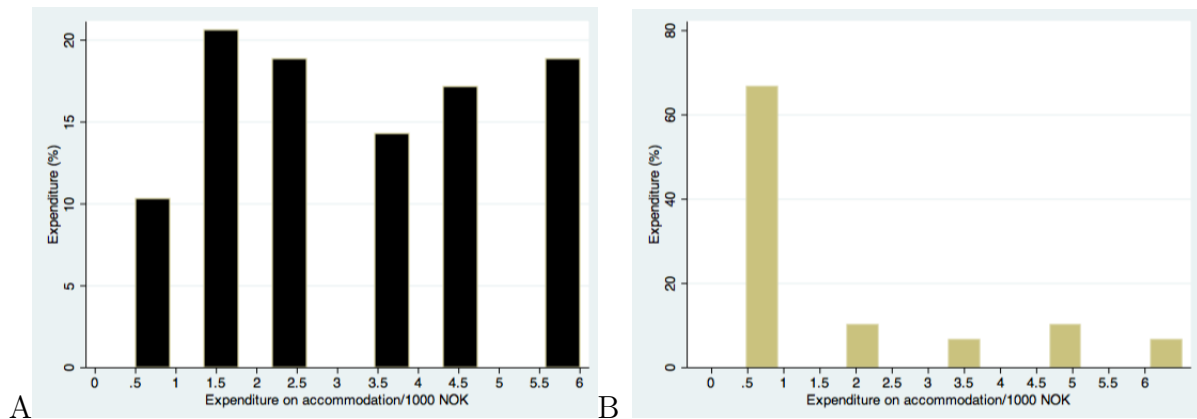 20
15
10
5
0
Expenditure (%)
0 .5 1 1.5 2 2.5 3 3.5 4 4.5 5 5.5 6
Expenditure on accommodation/1000 NOK
A
80
60
40
20
0
Expenditure (%)
0 .5 1 1.5 2 2.5 3 3.5 4 4.5 5 5.5 6
Expenditure on accommodation/1000 NOK
B